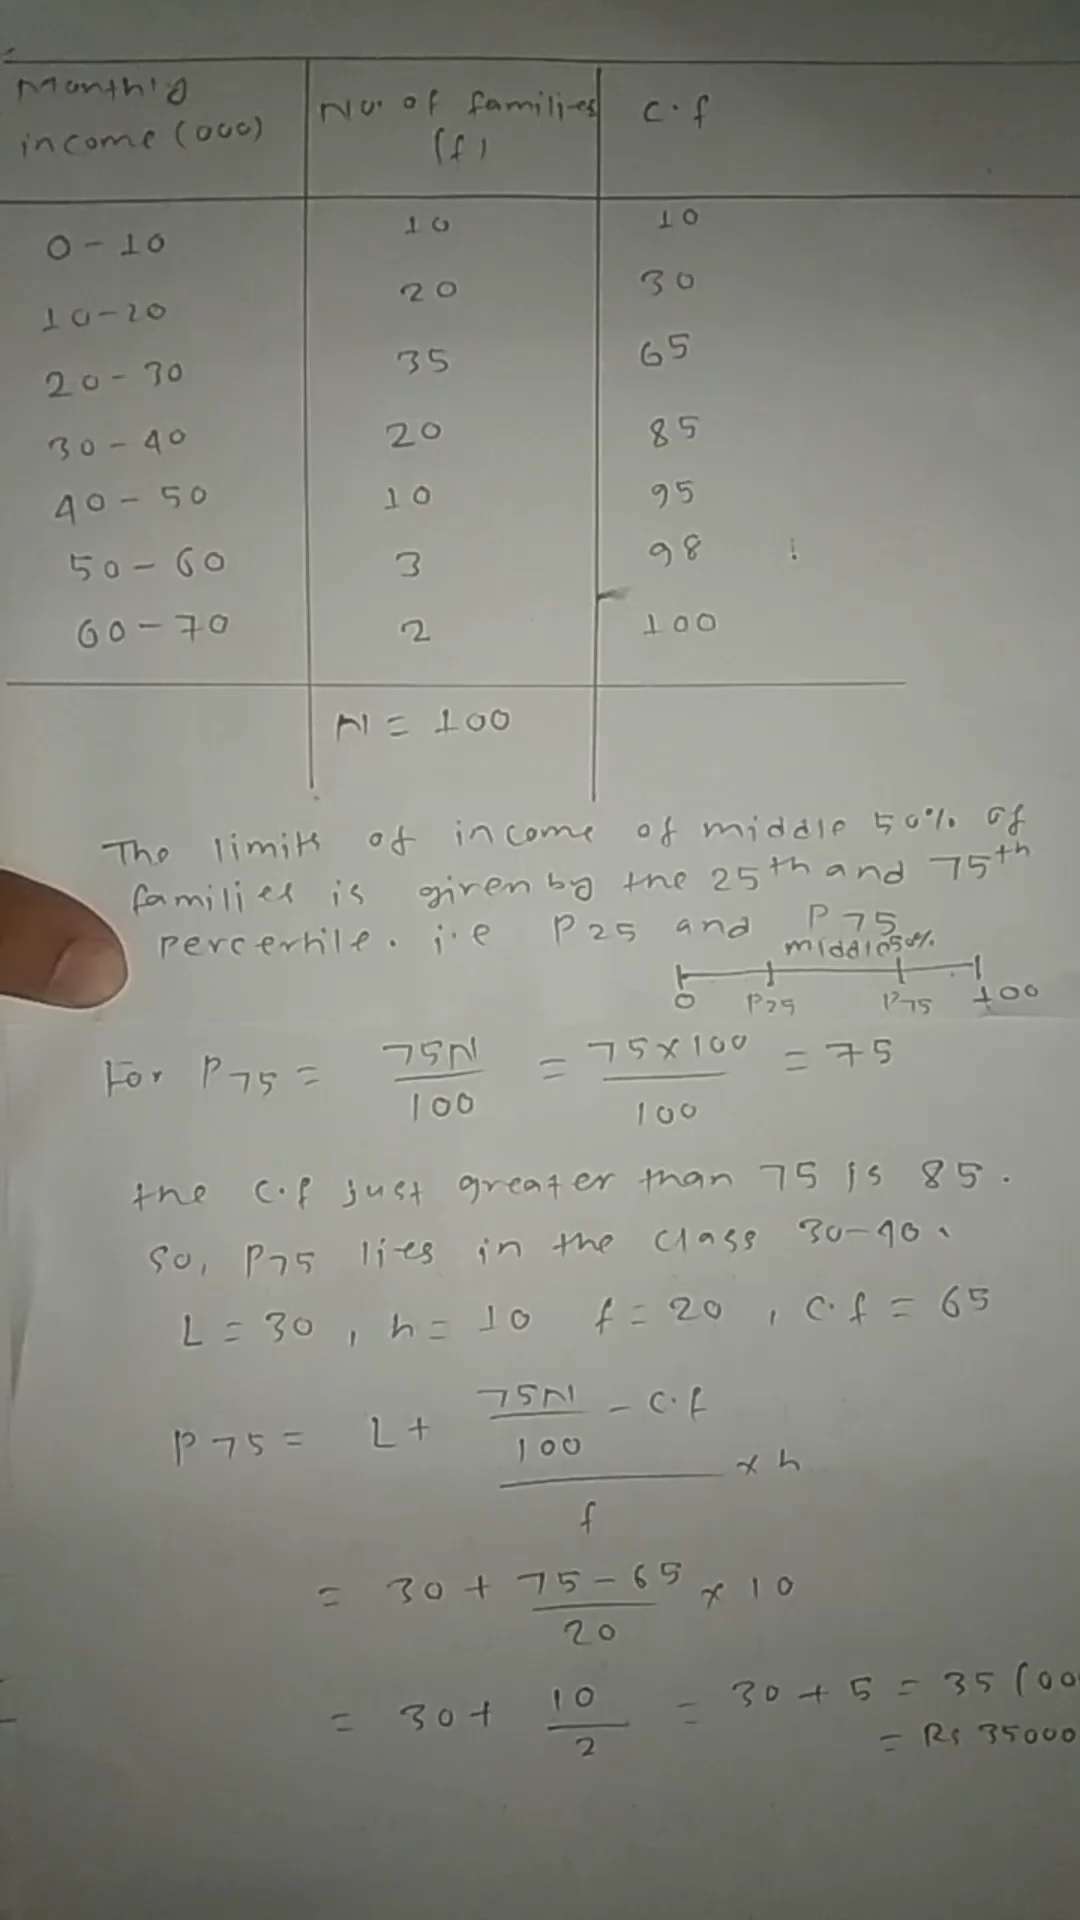 Monthly income (000) No. of families (f) c.f
0-10 10 10
10-20 20 30
20-30 35 65
30-40 20 85
40-50 10 95
50-60 3 98
60-70 2 100
N = 100
The limits of income of middle 50% of
families is given by the 25th and 75th
percentile. i.e P25 and P75
middle 50%
0 P25 P75 100
For P75 = 75N/100 = 75×100/100 = 75
the c.f just greater than 75 is 85.
So, P75 lies in the class 30-40.
L = 30, h = 10 f = 20, c.f = 65
P75 = L + (75N/100 - c.f)/f × h
= 30 + 75-65/20 × 10
= 30 + 10/2 = 30 + 5 = 35 (00
= Rs 35000